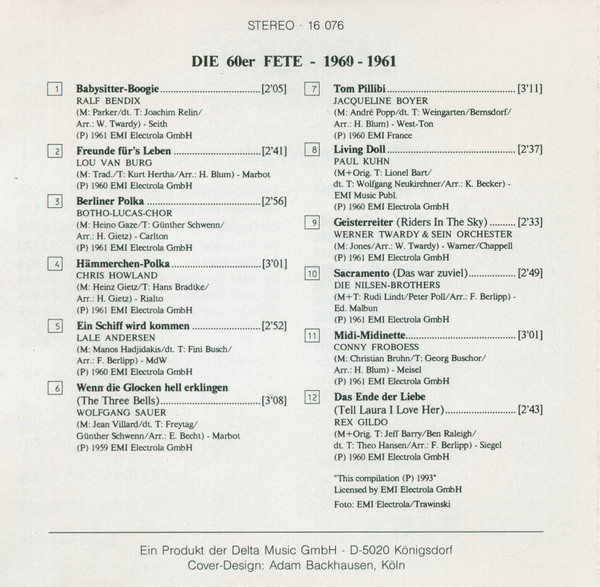 STEREO · 16 076
DIE 60er FETE - 1960 - 1961
1 Babysitter-Boogie..............................[2'05]
RALF BENDIX
(M: Parker/dt. T: Joachim Relin/
Arr.: W. Twardy) - Seith
(P) 1961 EMI Electrola GmbH
2 Freunde für's Leben ...........................[2'41]
LOU VAN BURG
(M: Trad./T: Kurt Hertha/Arr.: H. Blum) - Marbot
(P) 1960 EMI Electrola GmbH
3 Berliner Polka ...................................[2'56]
BOTHO-LUCAS-CHOR
(M: Heino Gaze/T: Günther Schwenn/
Arr.: H. Gietz) - Carlton
(P) 1961 EMI Electrola GmbH
4 Hämmerchen-Polka ...........................[3'01]
CHRIS HOWLAND
(M: Heinz Gietz/T: Hans Bradtke/
Arr.: H. Gietz) - Rialto
(P) 1961 EMI Electrola GmbH
5 Ein Schiff wird kommen .....................[2'52]
LALE ANDERSEN
(M: Manos Hadjidakis/dt. T: Fini Busch/
Arr.: F. Berlipp) - MdW
(P) 1960 EMI Electrola GmbH
6 Wenn die Glocken hell erklingen
(The Three Bells)..............................[3'08]
WOLFGANG SAUER
(M: Jean Villard/dt. T: Freytag/
Günther Schwenn/Arr.: E. Becht) - Marbot
(P) 1959 EMI Electrola GmbH
7 Tom Pillibi.......................................[3'11]
JACQUELINE BOYER
(M: André Popp/dt. T: Weingarten/Bernsdorf/
Arr.: H. Blum) - West-Ton
(P) 1960 EMI France
8 Living Doll .......................................[2'37]
PAUL KUHN
(M+Orig. T: Lionel Bart/
dt. T: Wolfgang Neukirchner/Arr.: K. Becker) -
EMI Music Publ.
(P) 1960 EMI Electrola GmbH
9 Geisterreiter (Riders In The Sky) ..........[2'33]
WERNER TWARDY & SEIN ORCHESTER
(M: Jones/Arr.: W. Twardy) - Warner/Chappell
(P) 1961 EMI Electrola GmbH
10 Sacramento (Das war zuviel) ...............[2'49]
DIE NILSEN-BROTHERS
(M+T: Rudi Lindt/Peter Poll/Arr.: F. Berlipp) -
Ed. Malbun
(P) 1961 EMI Electrola GmbH
11 Midi-Midinette..................................[3'01]
CONNY FROBOESS
(M: Christian Bruhn/T: Georg Buschor/
Arr.: H. Blum) - Meisel
(P) 1961 EMI Electrola GmbH
12 Das Ende der Liebe
(Tell Laura I Love Her)......................[2'43]
REX GILDO
(M+Orig. T: Jeff Barry/Ben Raleigh/
dt. T: Theo Hansen/Arr.: F. Berlipp) - Siegel
(P) 1960 EMI Electrola GmbH
"This compilation (P) 1993"
Licensed by EMI Electrola GmbH
Foto: EMI Electrola/Trawinski
Ein Produkt der Delta Music GmbH - D-5020 Königsdorf
Cover-Design: Adam Backhausen, Köln